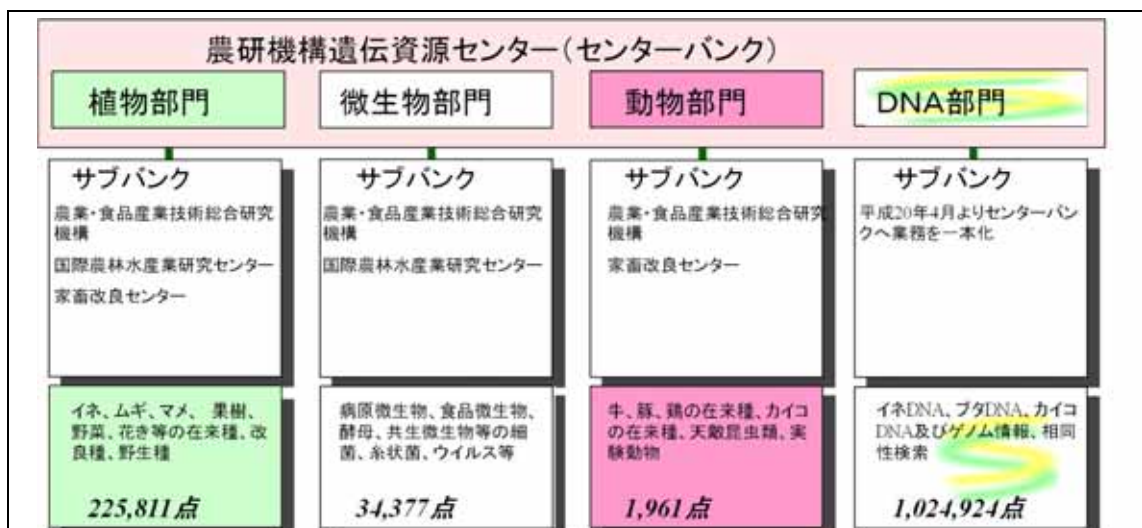 農研機構遺伝資源センター(センターバンク)
植物部門
微生物部門
動物部門
DNA部門
サブバンク
農業・食品産業技術総合研究
機構
国際農林水産業研究センター
家畜改良センター
サブバンク
農業・食品産業技術総合研究
機構
国際農林水産業研究センター
サブバンク
農業・食品産業技術総合研究
機構
家畜改良センター
サブバンク
平成20年4月よりセンターバン
クへ業務を一本化
イネ、ムギ、マメ、 果樹、
野菜、花き等の在来種、改
良種、野生種
225,811点
病原微生物、食品微生物、
酵母、共生微生物等の細
菌、糸状菌、ウイルス等
34,377点
牛、豚、鶏の在来種、カイコ
の在来種、天敵昆虫類、実
験動物
1,961点
イネDNA、ブタDNA、カイコ
DNA及びゲノム情報、相同
性検索
1,024,924点